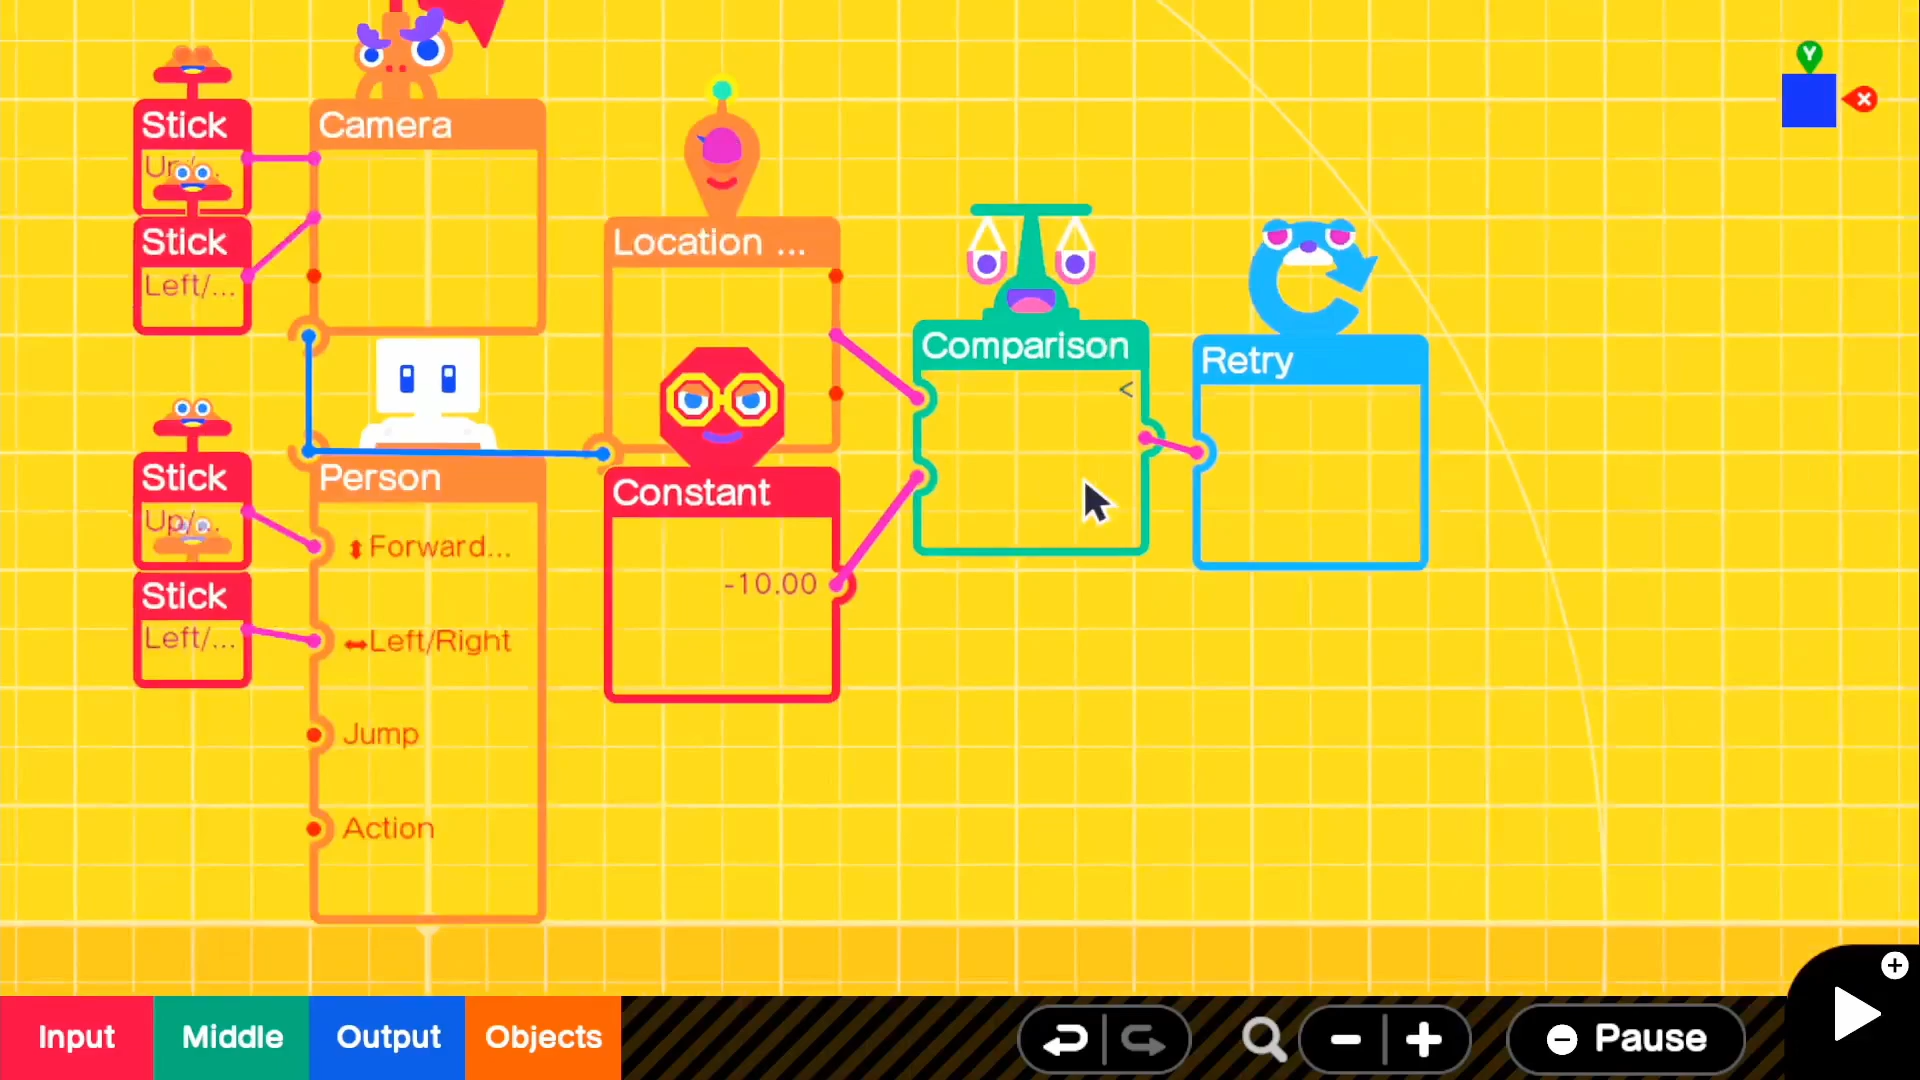 Y
X
Stick
Camera
Stick
Left/...
Location ...
Comparison
<
Retry
Stick
Up/...
Person
Forward...
Constant
-10.00
Stick
Left/...
Left/Right
Jump
Action
Input
Middle
Output
Objects
Pause